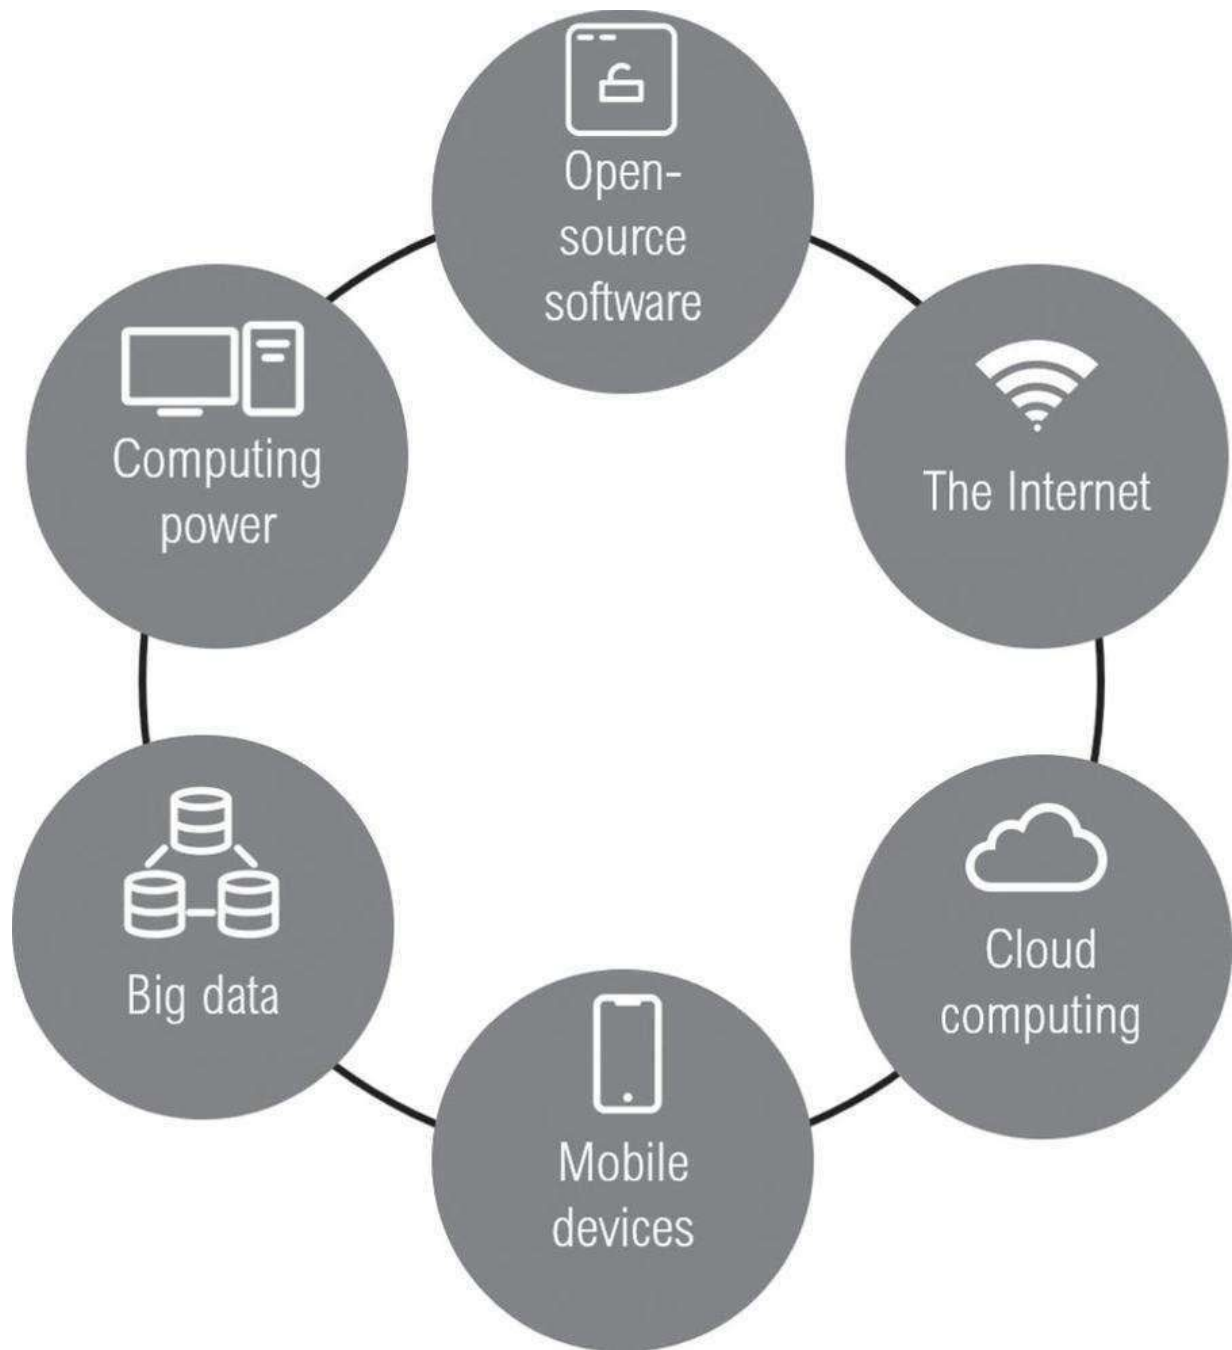 Open-
source
software
The Internet
Cloud
computing
Mobile
devices
Big data
Computing
power